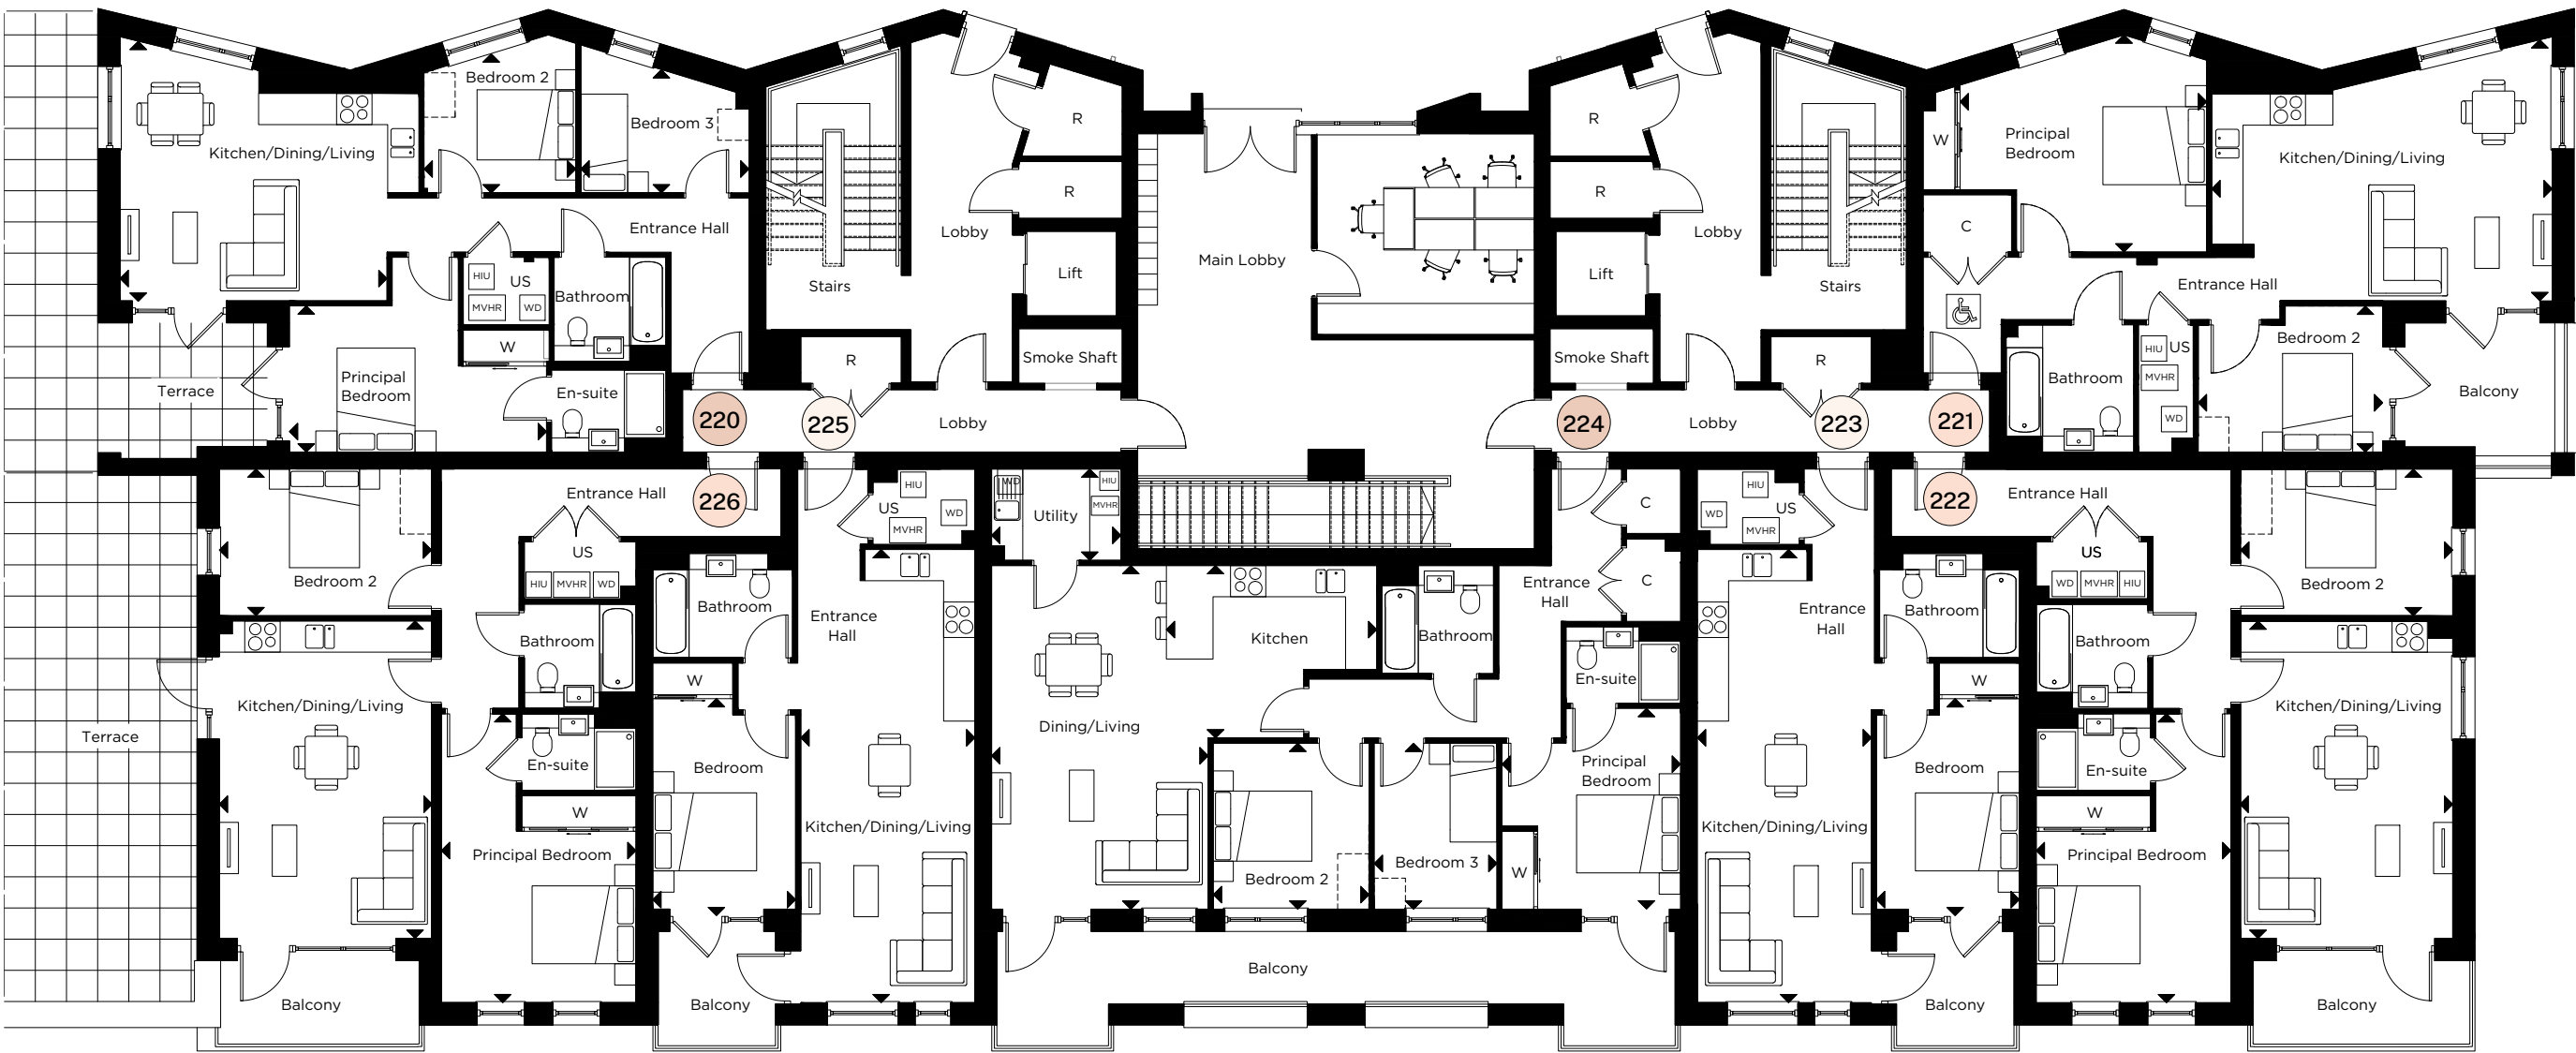 Bedroom 2
Bedroom 3
Kitchen/Dining/Living
Entrance Hall
HIU
US
MVHR
WD
Bathroom
W
Principal
Bedroom
En-suite
Terrace
Stairs
R
R
Lobby
Lift
R
Smoke Shaft
220
225
Lobby
Main Lobby
R
R
Lobby
Lift
Stairs
Smoke Shaft
R
224
Lobby
223
221
W
Principal
Bedroom
C
Kitchen/Dining/Living
Entrance Hall
Bathroom
HIU
US
MVHR
WD
Bedroom 2
Balcony
Bedroom 2
Entrance Hall
226
US
HIU
MVHR
WD
Bathroom
Kitchen/Dining/Living
Terrace
En-suite
W
Principal Bedroom
Balcony
HIU
US
WD
MVHR
Bathroom
Entrance
Hall
W
Bedroom
Kitchen/Dining/Living
Balcony
WD
HIU
MVHR
Utility
Kitchen
Bathroom
Entrance
Hall
C
C
En-suite
Dining/Living
Principal
Bedroom
Bedroom 2
Bedroom 3
W
Balcony
HIU
WD
US
MVHR
Entrance
Hall
Bathroom
W
Bedroom
Kitchen/Dining/Living
Balcony
222
Entrance Hall
US
WD
MVHR
HIU
Bathroom
Bedroom 2
Kitchen/Dining/Living
En-suite
W
Principal Bedroom
Balcony